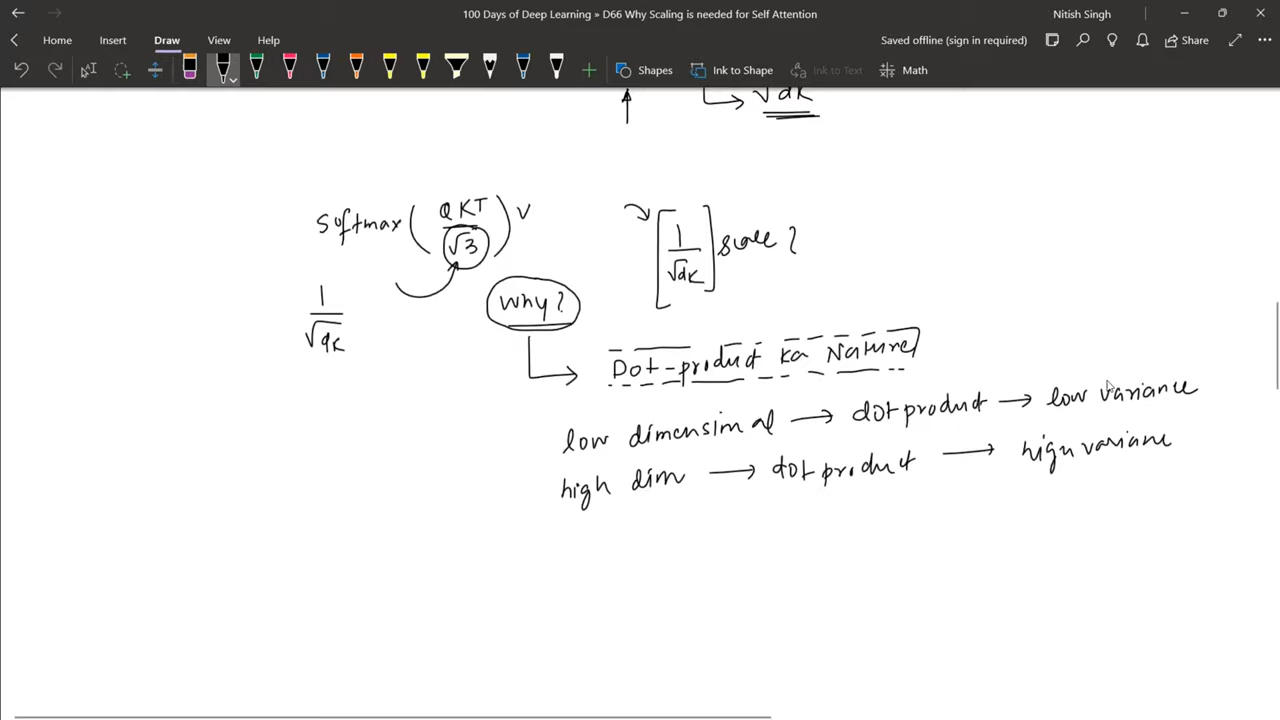 100 Days of Deep Learning » D66 Why Scaling is needed for Self Attention
Nitish Singh
Home Insert Draw View Help
Saved offline (sign in required)
Share
Shapes Ink to Shape Ink to Text Math
√dk
softmax (QKT / √3) V
[1 / √dk] scale?
1 / √dk
Why?
Dot-product ka Nature
low dimensional → dot product → low variance
high dim → dot product → high variance